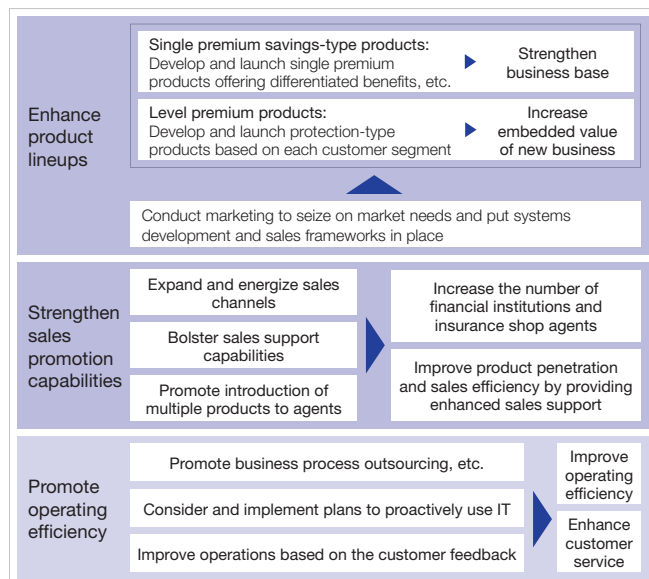 Enhance
product
lineups
Single premium savings-type products:
Develop and launch single premium
products offering differentiated benefits, etc.
Strengthen
business base
Level premium products:
Develop and launch protection-type
products based on each customer segment
Increase
embedded value
of new business
Conduct marketing to seize on market needs and put systems
development and sales frameworks in place
Strengthen
sales
promotion
capabilities
Expand and energize sales
channels
Bolster sales support
capabilities
Promote introduction of
multiple products to agents
Increase the number of
financial institutions and
insurance shop agents
Improve product penetration
and sales efficiency by providing
enhanced sales support
Promote
operating
efficiency
Promote business process outsourcing, etc.
Consider and implement plans to proactively use IT
Improve operations based on the customer feedback
Improve
operating
efficiency
Enhance
customer
service